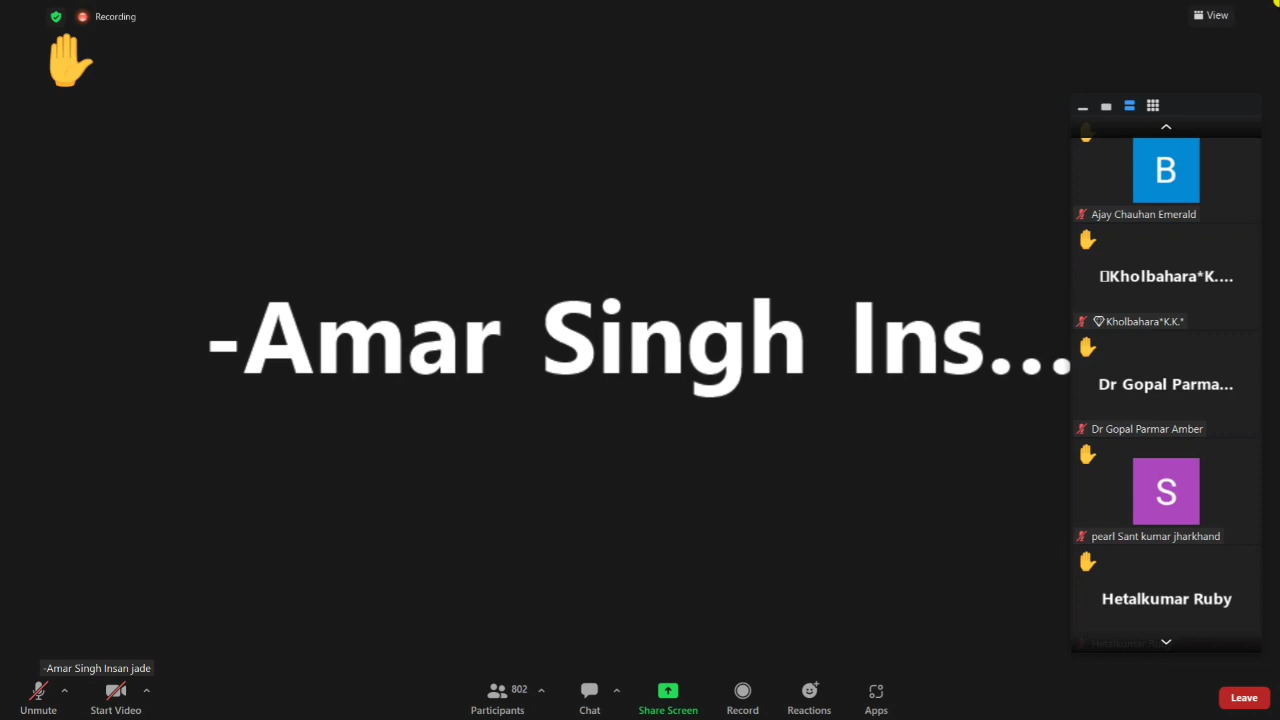 Recording
View
B
Ajay Chauhan Emerald
Kholbahara*K....
Kholbahara*K.K.*
-Amar Singh Ins...
Dr Gopal Parma...
Dr Gopal Parmar Amber
S
pearl Sant kumar jharkhand
Hetalkumar Ruby
-Amar Singh Insan jade
Unmute
Start Video
802
Participants
Chat
Share Screen
Record
Reactions
Apps
Leave